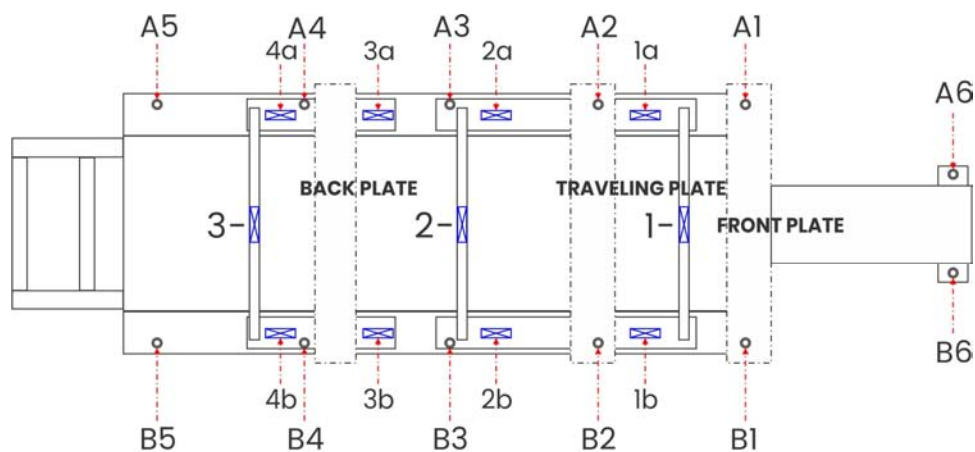 A5 A4 A3 A2 A1
4a 3a 2a 1a
A6
BACK PLATE TRAVELING PLATE
3- 2- 1- FRONT PLATE
B6
4b 3b 2b 1b
B5 B4 B3 B2 B1